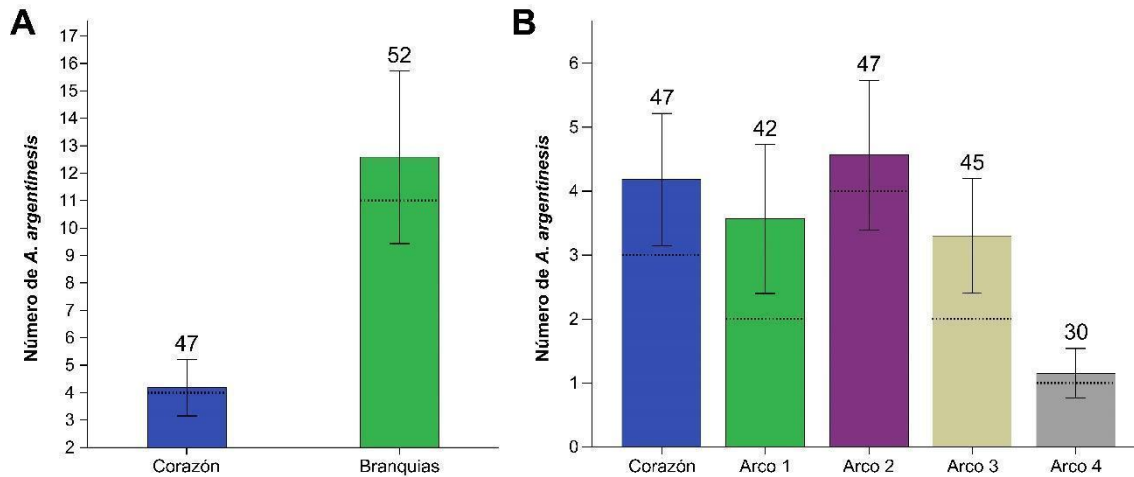 A
Número de A. argentinesis
17
16
15
14
13
12
11
10
9
8
7
6
5
4
3
2
47
52
Corazón
Branquias
B
Número de A. argentinesis
6
5
4
3
2
1
0
47
42
47
45
30
Corazón
Arco 1
Arco 2
Arco 3
Arco 4